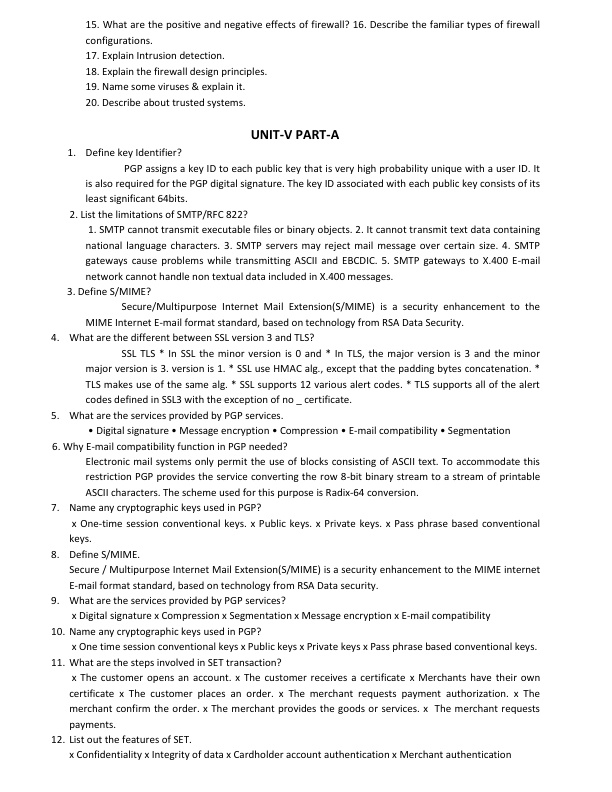 15. What are the positive and negative effects of firewall? 16. Describe the familiar types of firewall
configurations.
17. Explain Intrusion detection.
18. Explain the firewall design principles.
19. Name some viruses & explain it.
20. Describe about trusted systems.
UNIT-V PART-A
1. Define key Identifier?
PGP assigns a key ID to each public key that is very high probability unique with a user ID. It
is also required for the PGP digital signature. The key ID associated with each public key consists of its
least significant 64bits.
2. List the limitations of SMTP/RFC 822?
1. SMTP cannot transmit executable files or binary objects. 2. It cannot transmit text data containing
national language characters. 3. SMTP servers may reject mail message over certain size. 4. SMTP
gateways cause problems while transmitting ASCII and EBCDIC. 5. SMTP gateways to X.400 E-mail
network cannot handle non textual data included in X.400 messages.
3. Define S/MIME?
Secure/Multipurpose Internet Mail Extension(S/MIME) is a security enhancement to the
MIME Internet E-mail format standard, based on technology from RSA Data Security.
4. What are the different between SSL version 3 and TLS?
SSL TLS * In SSL the minor version is 0 and * In TLS, the major version is 3 and the minor
major version is 3. version is 1. * SSL use HMAC alg., except that the padding bytes concatenation. *
TLS makes use of the same alg. * SSL supports 12 various alert codes. * TLS supports all of the alert
codes defined in SSL3 with the exception of no _ certificate.
5. What are the services provided by PGP services.
• Digital signature • Message encryption • Compression • E-mail compatibility • Segmentation
6. Why E-mail compatibility function in PGP needed?
Electronic mail systems only permit the use of blocks consisting of ASCII text. To accommodate this
restriction PGP provides the service converting the row 8-bit binary stream to a stream of printable
ASCII characters. The scheme used for this purpose is Radix-64 conversion.
7. Name any cryptographic keys used in PGP?
x One-time session conventional keys. x Public keys. x Private keys. x Pass phrase based conventional
keys.
8. Define S/MIME.
Secure / Multipurpose Internet Mail Extension(S/MIME) is a security enhancement to the MIME internet
E-mail format standard, based on technology from RSA Data security.
9. What are the services provided by PGP services?
x Digital signature x Compression x Segmentation x Message encryption x E-mail compatibility
10. Name any cryptographic keys used in PGP?
x One time session conventional keys x Public keys x Private keys x Pass phrase based conventional keys.
11. What are the steps involved in SET transaction?
x The customer opens an account. x The customer receives a certificate x Merchants have their own
certificate x The customer places an order. x The merchant requests payment authorization. x The
merchant confirm the order. x The merchant provides the goods or services. x The merchant requests
payments.
12. List out the features of SET.
x Confidentiality x Integrity of data x Cardholder account authentication x Merchant authentication